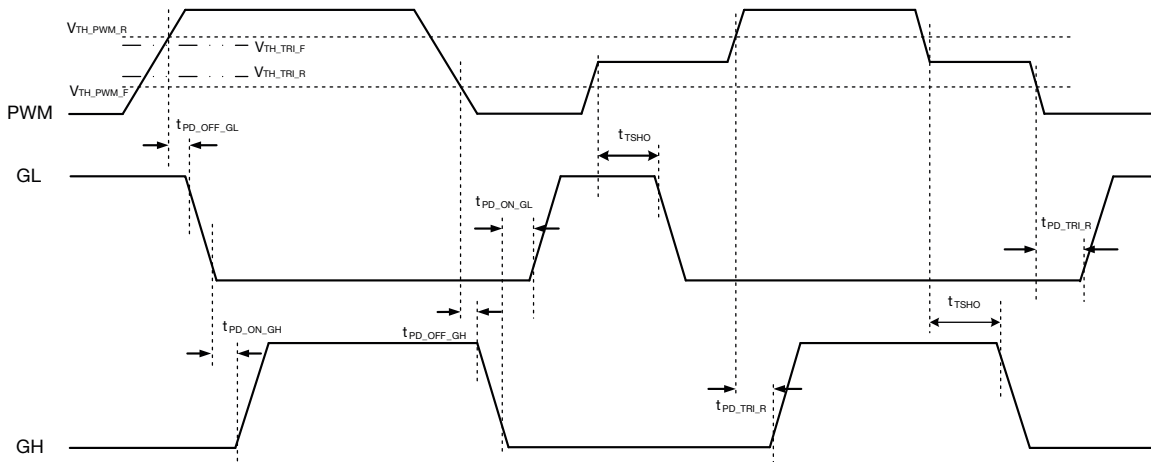 VTH_PWM_R
VTH_TRI_F
VTH_TRI_R
VTH_PWM_F
PWM
tPD_OFF_GL
tTSHO
GL
tPD_ON_GL
tPD_TRI_R
tTSHO
tPD_ON_GH
tPD_OFF_GH
tPD_TRI_R
GH